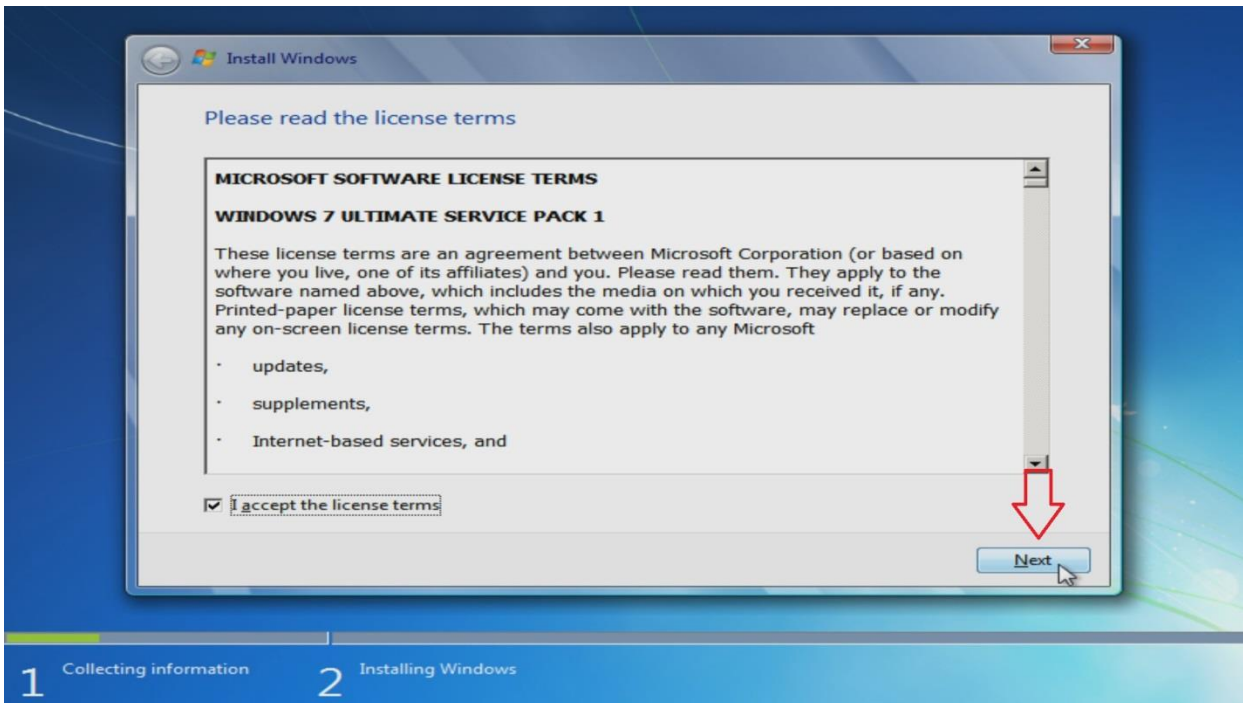 Install Windows
Please read the license terms
MICROSOFT SOFTWARE LICENSE TERMS
WINDOWS 7 ULTIMATE SERVICE PACK 1
These license terms are an agreement between Microsoft Corporation (or based on
where you live, one of its affiliates) and you. Please read them. They apply to the
software named above, which includes the media on which you received it, if any.
Printed-paper license terms, which may come with the software, may replace or modify
any on-screen license terms. The terms also apply to any Microsoft
· updates,
· supplements,
· Internet-based services, and
I accept the license terms
Next
1 Collecting information 2 Installing Windows